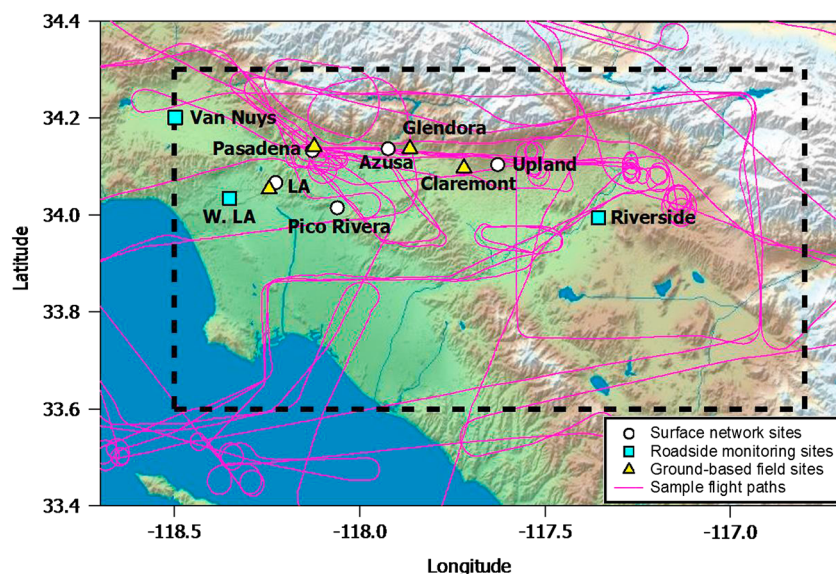 34.4
34.2
34.0
33.8
33.6
33.4
Latitude
Van Nuys
Glendora
Pasadena
Azusa
Upland
Claremont
LA
W. LA
Pico Rivera
Riverside
Surface network sites
Roadside monitoring sites
Ground-based field sites
Sample flight paths
-118.5
-118.0
-117.5
-117.0
Longitude